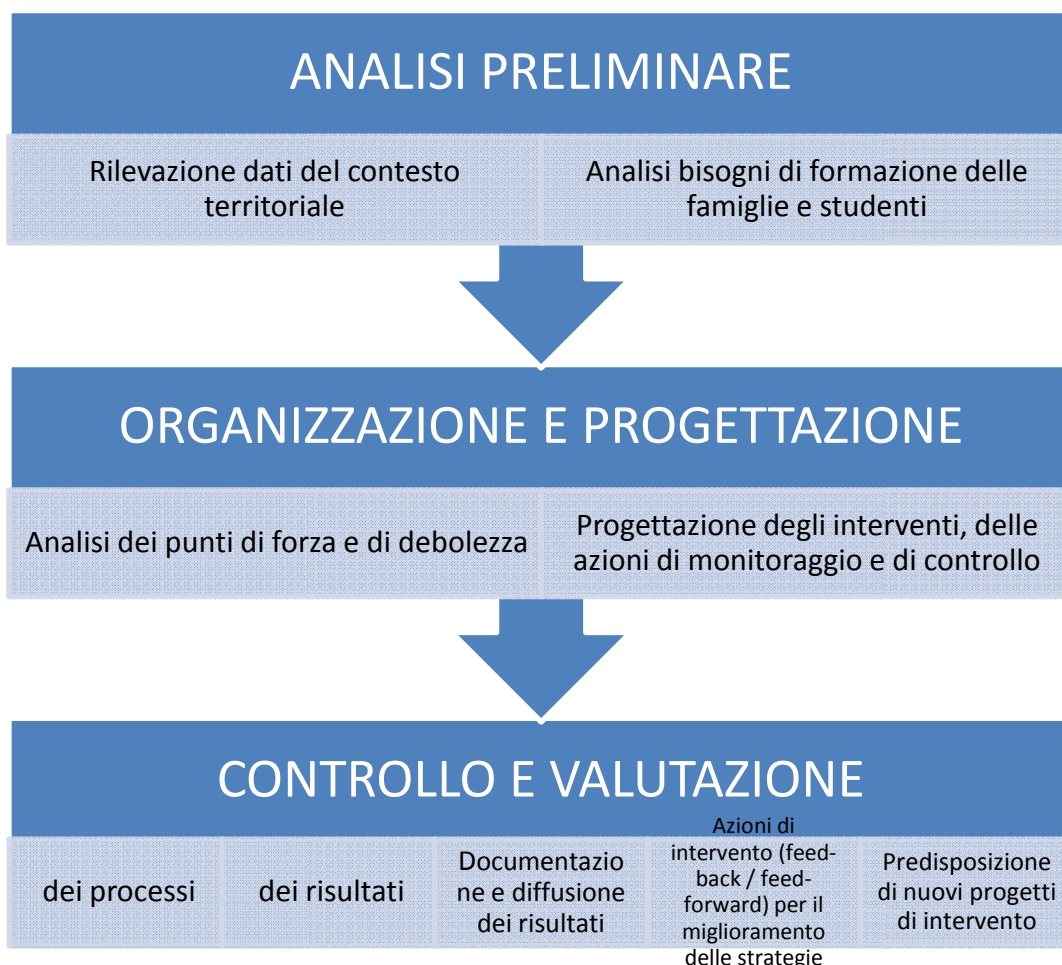 ANALISI PRELIMINARE
Rilevazione dati del contesto
territoriale
Analisi bisogni di formazione delle
famiglie e studenti
ORGANIZZAZIONE E PROGETTAZIONE
Analisi dei punti di forza e di debolezza
Progettazione degli interventi, delle
azioni di monitoraggio e di controllo
CONTROLLO E VALUTAZIONE
dei processi
dei risultati
Documentazio
ne e diffusione
dei risultati
Azioni di
intervento (feed-
back / feed-
forward) per il
miglioramento
delle strategie
Predisposizione
di nuovi progetti
di intervento